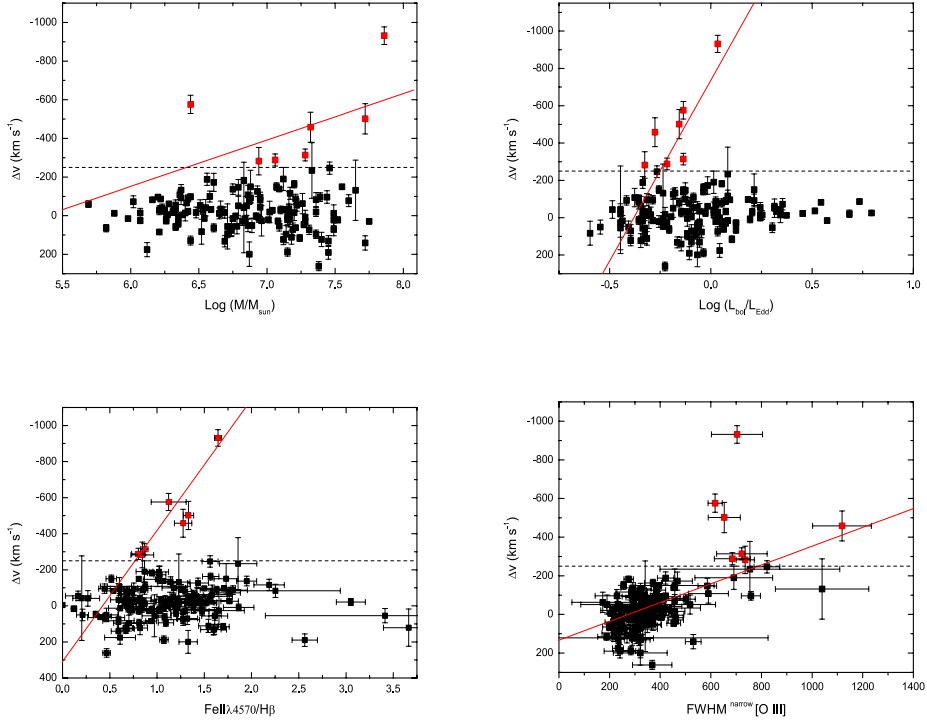 -1000
-800
-600
-400
-200
0
200
Δv (km s⁻¹)
5.5 6.0 6.5 7.0 7.5 8.0
Log (M/M_sun)
-1000
-800
-600
-400
-200
0
200
Δv (km s⁻¹)
-0.5 0.0 0.5 1.0
Log (L_bol/L_Edd)
-1000
-800
-600
-400
-200
0
200
400
Δv (km s⁻¹)
0.0 0.5 1.0 1.5 2.0 2.5 3.0 3.5
FeIIλ4570/Hβ
-1000
-800
-600
-400
-200
0
200
Δv (km s⁻¹)
0 200 400 600 800 1000 1200 1400
FWHM ^narrow [O III]